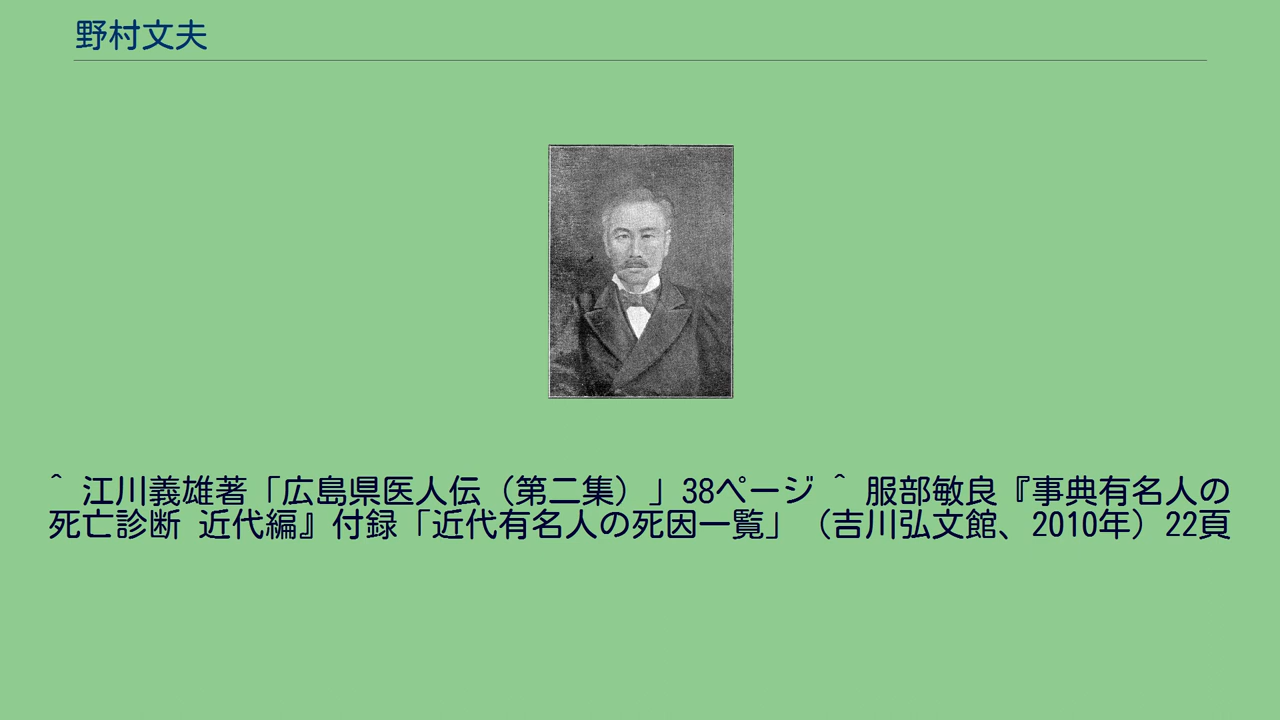 野村文夫
^ 江川義雄著「広島県医人伝（第二集）」38ページ ^ 服部敏良『事典有名人の
死亡診断 近代編』付録「近代有名人の死因一覧」（吉川弘文館、2010年）22頁